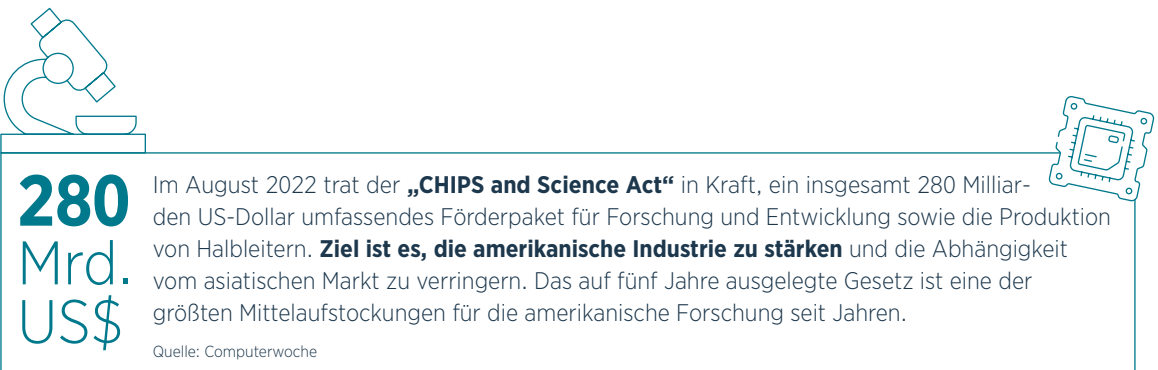 280
Mrd.
US$
Im August 2022 trat der „CHIPS and Science Act“ in Kraft, ein insgesamt 280 Milliar-
den US-Dollar umfassendes Förderpaket für Forschung und Entwicklung sowie die Produktion
von Halbleitern. Ziel ist es, die amerikanische Industrie zu stärken und die Abhängigkeit
vom asiatischen Markt zu verringern. Das auf fünf Jahre ausgelegte Gesetz ist eine der
größten Mittelaufstockungen für die amerikanische Forschung seit Jahren.
Quelle: Computerwoche